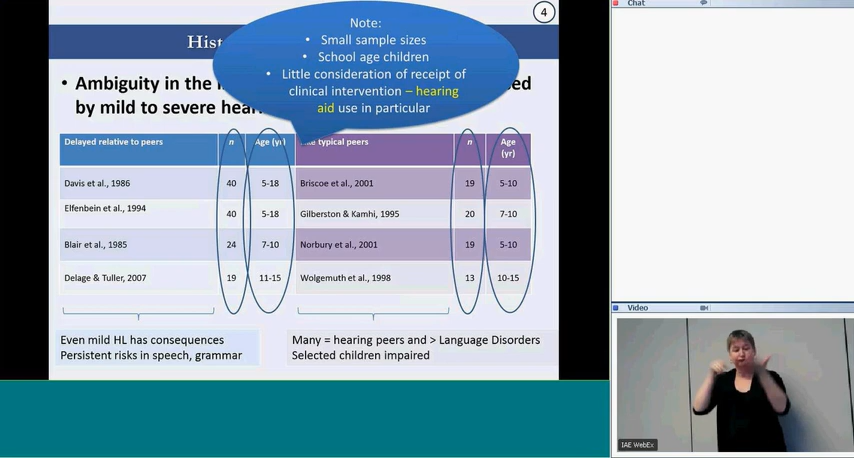 Chat
4
Note:
Hist
• Small sample sizes
• School age children
• Little consideration of receipt of
clinical intervention – hearing
aid use in particular
• Ambiguity in the
ed
by mild to severe hear
Delayed relative to peers n Age (yr) typical peers n Age
(yr)
Davis et al., 1986 40 5-18 Briscoe et al., 2001 19 5-10
Elfenbein et al., 1994 40 5-18 Gilberston & Kamhi, 1995 20 7-10
Blair et al., 1985 24 7-10 Norbury et al., 2001 19 5-10
Delage & Tuller, 2007 19 11-15 Wolgemuth et al., 1998 13 10-15
Even mild HL has consequences
Persistent risks in speech, grammar
Many = hearing peers and > Language Disorders
Selected children impaired
Video
IAE WebEx